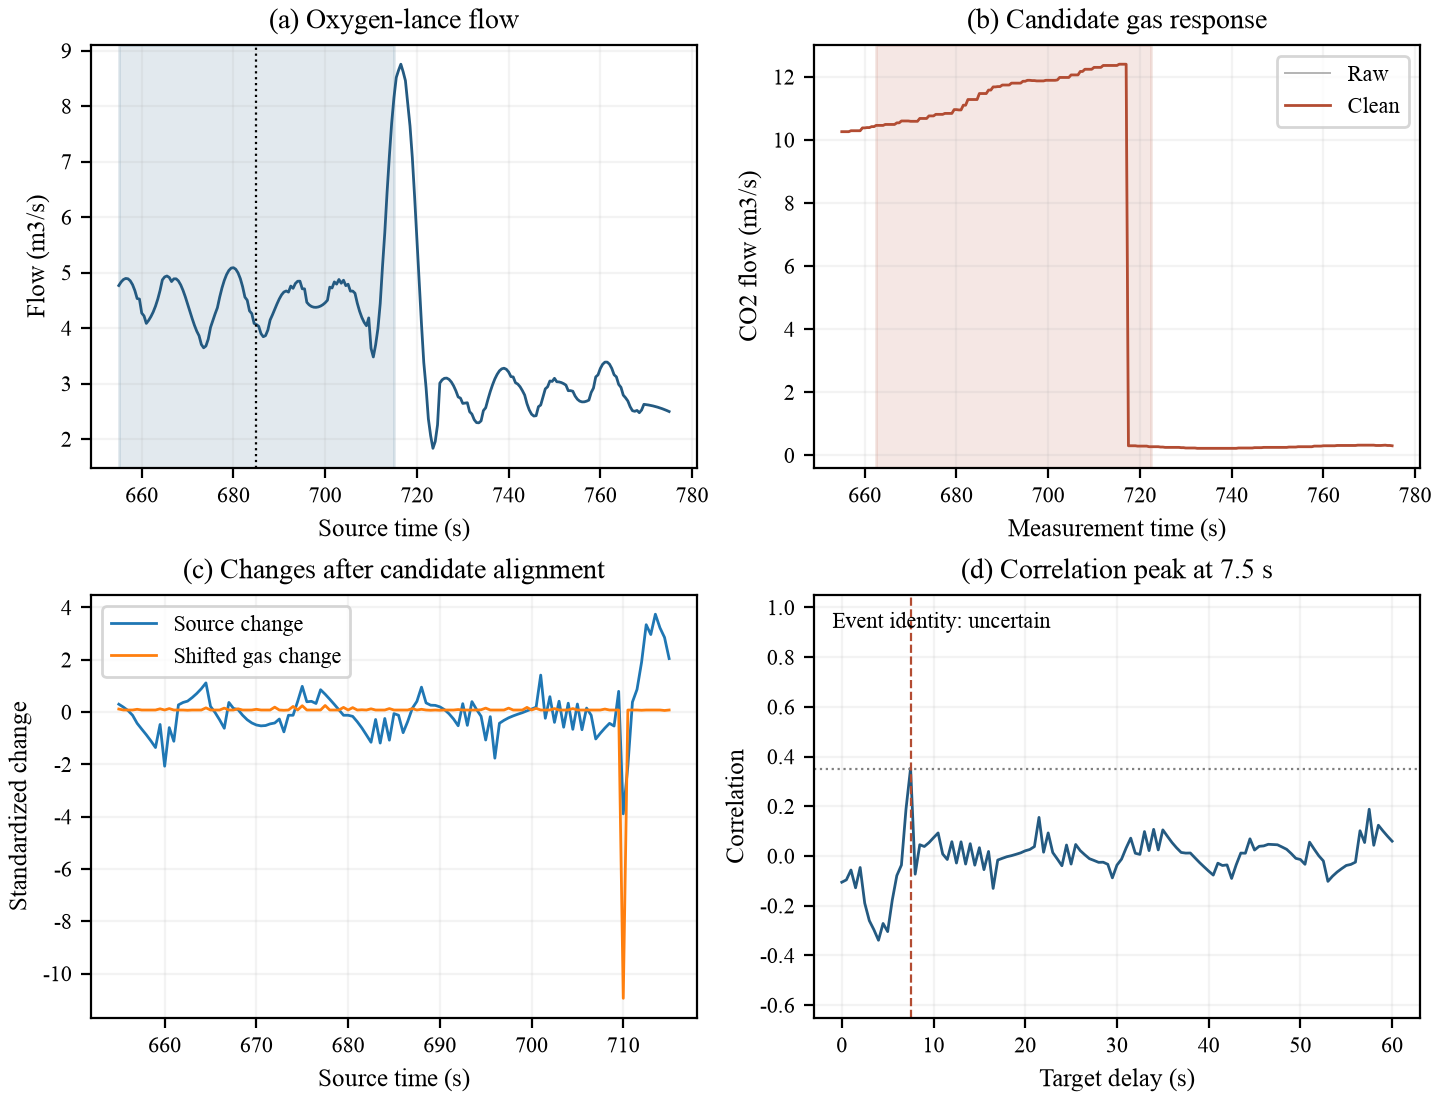 (a) Oxygen-lance flow
9
8
7
6
5
4
3
2
Flow (m3/s)
660 680 700 720 740 760 780
Source time (s)
(b) Candidate gas response
Raw
Clean
12
10
8
6
4
2
0
CO2 flow (m3/s)
660 680 700 720 740 760 780
Measurement time (s)
(c) Changes after candidate alignment
Source change
Shifted gas change
4
2
0
-2
-4
-6
-8
-10
Standardized change
660 670 680 690 700 710
Source time (s)
(d) Correlation peak at 7.5 s
Event identity: uncertain
1.0
0.8
0.6
0.4
0.2
0.0
-0.2
-0.4
-0.6
Correlation
0 10 20 30 40 50 60
Target delay (s)